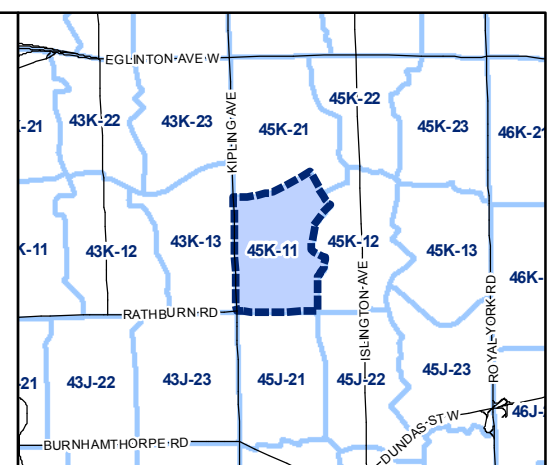 EGLINTON AVE W
45K-22
-21
43K-22
43K-23
45K-21
45K-23
46K-21
KIPLING AVE
K-11
43K-12
43K-13
45K-11
45K-12
45K-13
46K-
RATHBURN RD
ISLINGTON AVE
ROYAL YORK RD
21
43J-22
43J-23
45J-21
45J-22
45J-23
46J-
BURNHAMTHORPE RD
DUNDAS ST W